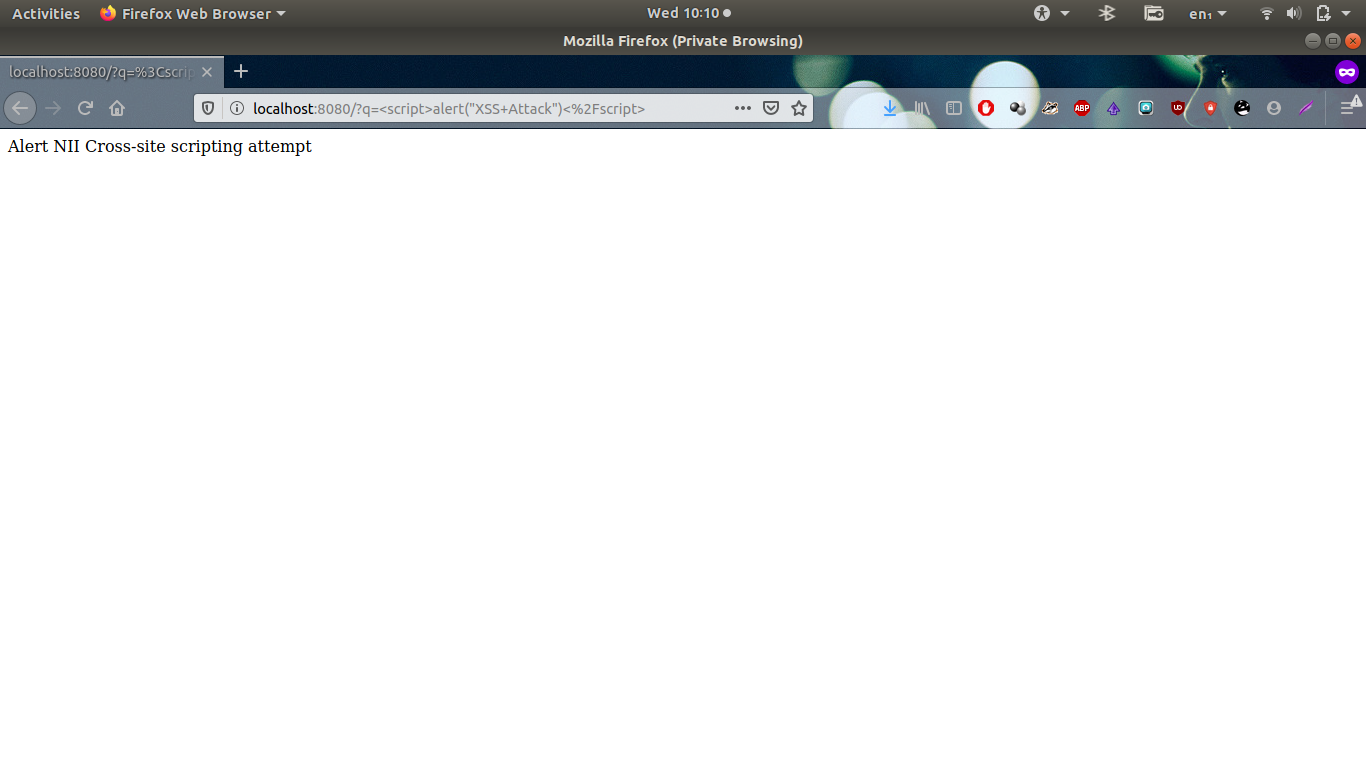 Activities Firefox Web Browser Wed 10:10 en₁
Mozilla Firefox (Private Browsing)
localhost:8080/?q=%3Cscrip
localhost:8080/?q=<script>alert("XSS+Attack")<%2Fscript> ABP UD
Alert NII Cross-site scripting attempt